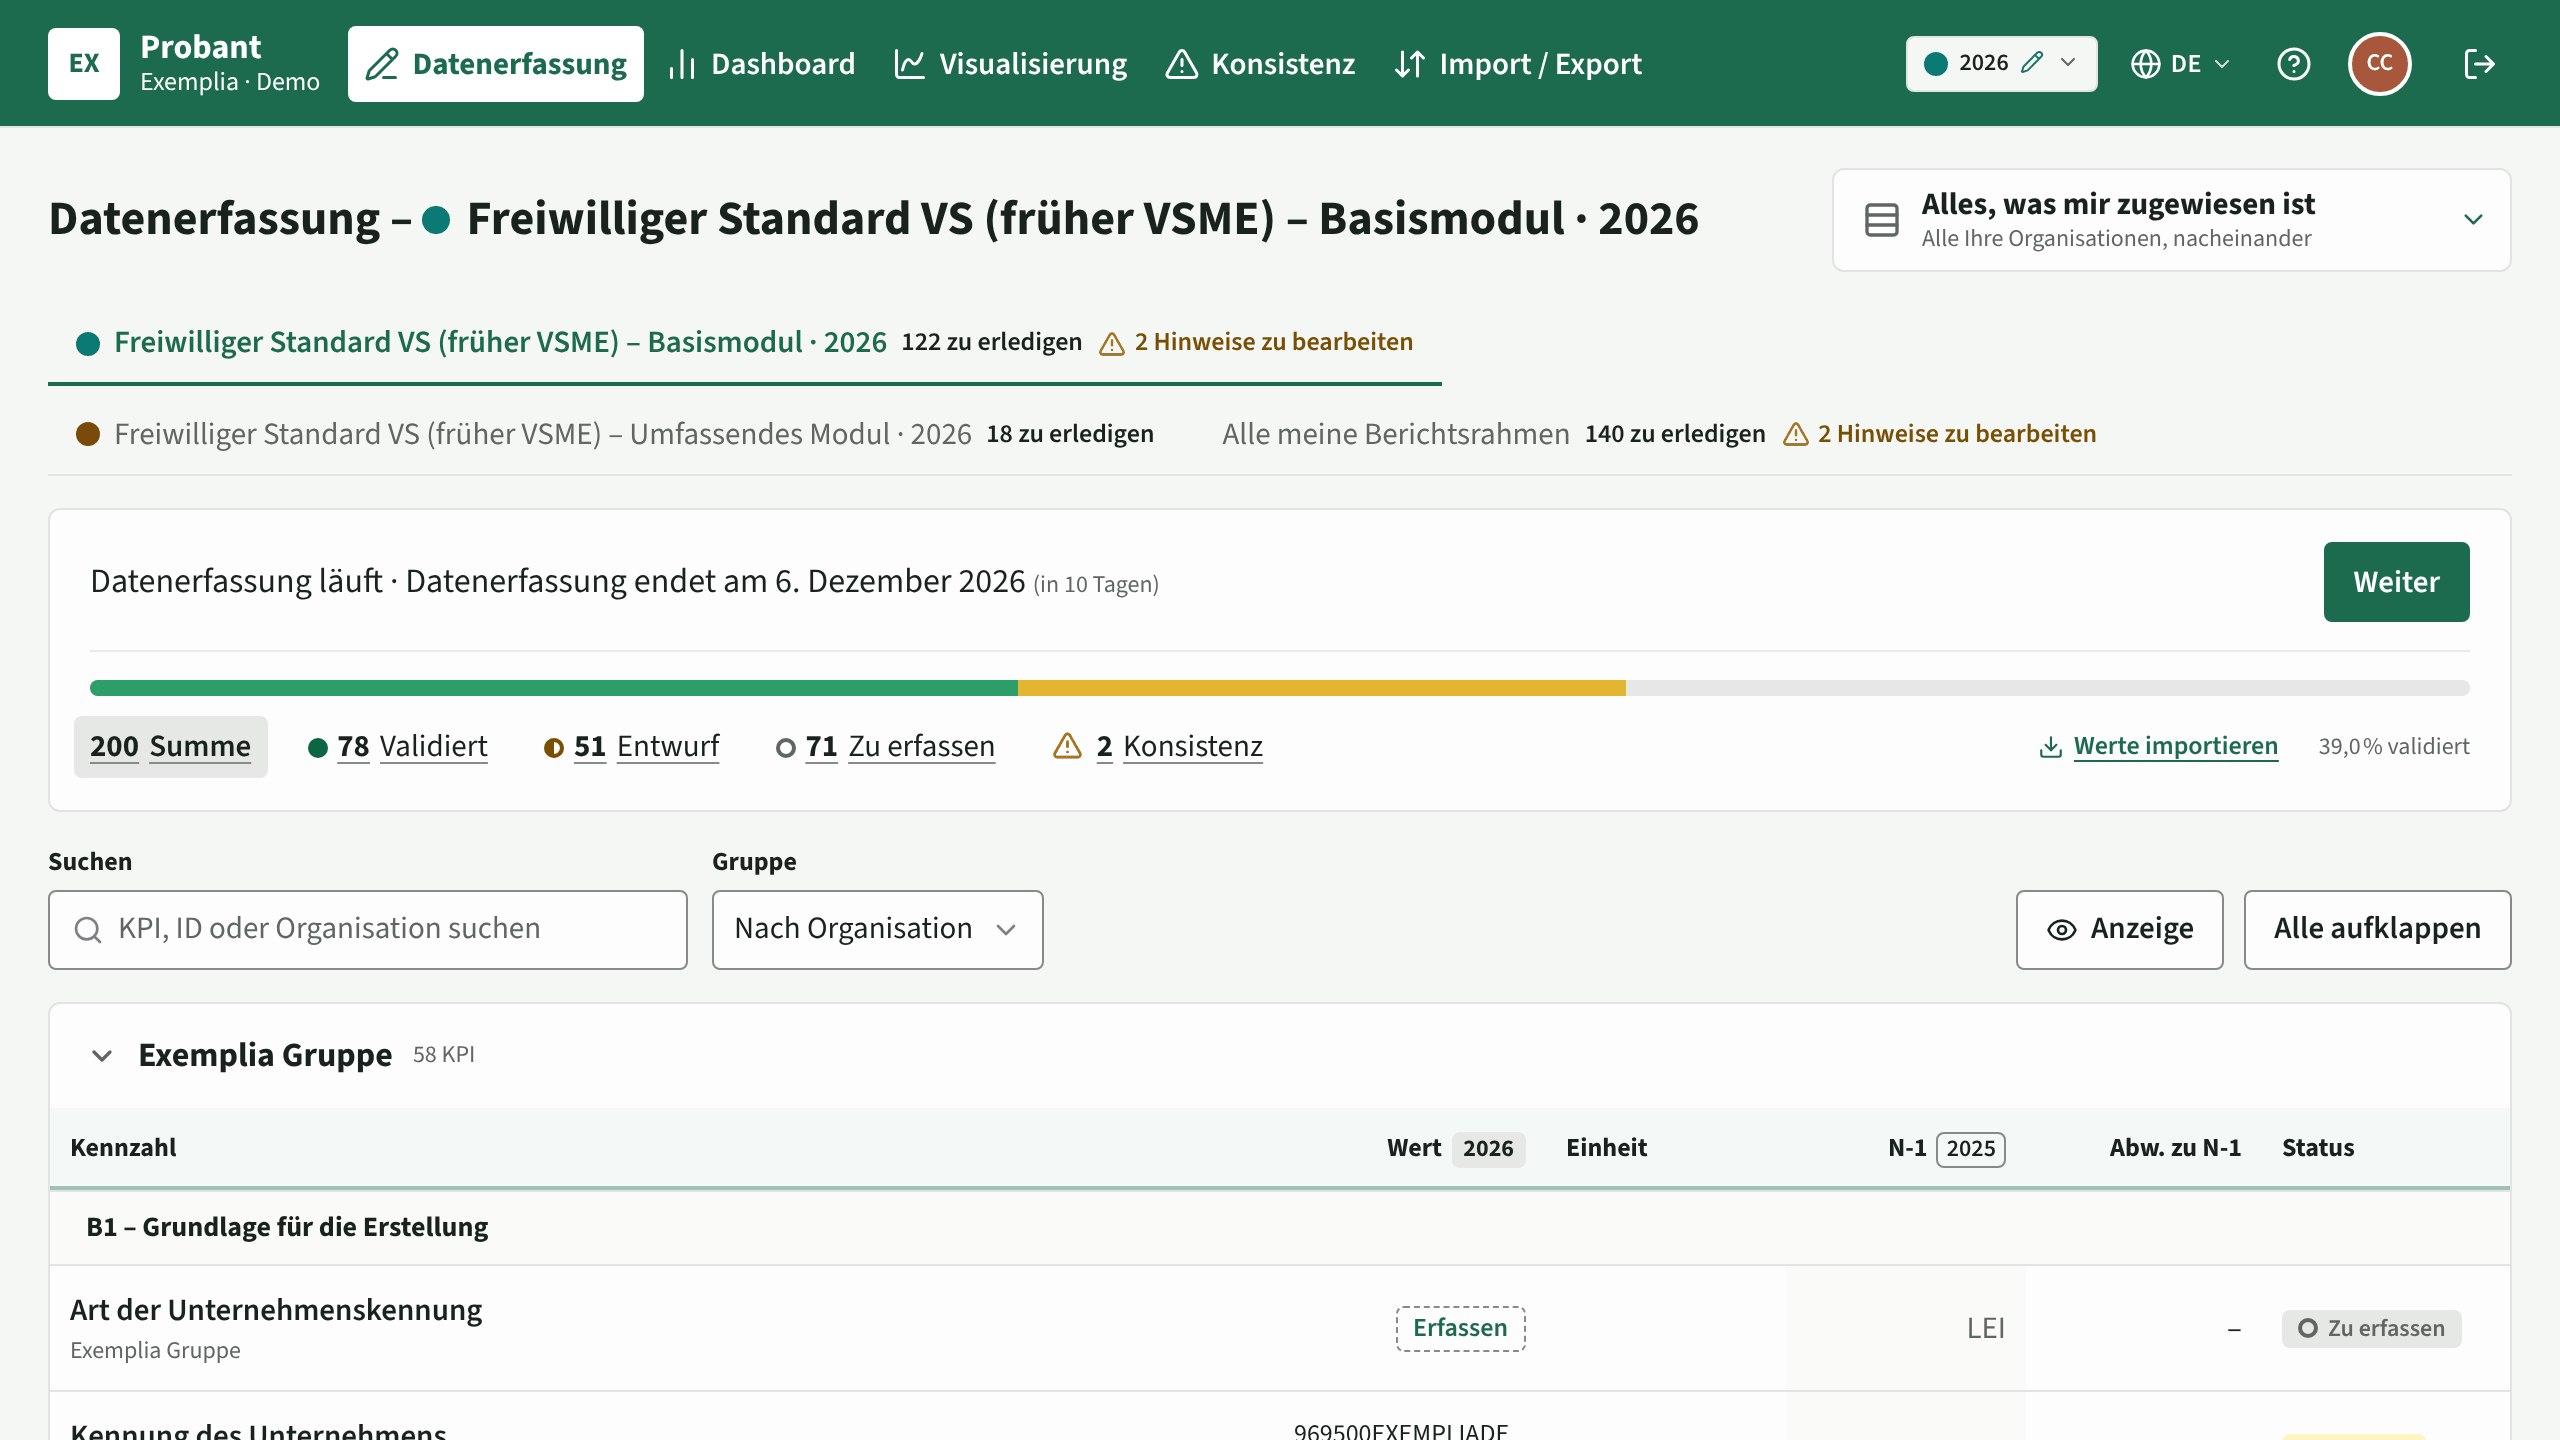 EX
Probant
Exemplia · Demo
Datenerfassung
Dashboard
Visualisierung
Konsistenz
Import / Export
2026
DE
CC
Datenerfassung – Freiwilliger Standard VS (früher VSME) – Basismodul · 2026
Alles, was mir zugewiesen ist
Alle Ihre Organisationen, nacheinander
Freiwilliger Standard VS (früher VSME) – Basismodul · 2026 122 zu erledigen 2 Hinweise zu bearbeiten
Freiwilliger Standard VS (früher VSME) – Umfassendes Modul · 2026 18 zu erledigen
Alle meine Berichtsrahmen 140 zu erledigen 2 Hinweise zu bearbeiten
Datenerfassung läuft · Datenerfassung endet am 6. Dezember 2026 (in 10 Tagen)
Weiter
200 Summe
78 Validiert
51 Entwurf
71 Zu erfassen
2 Konsistenz
Werte importieren
39,0 % validiert
Suchen
Gruppe
KPI, ID oder Organisation suchen
Nach Organisation
Anzeige
Alle aufklappen
Exemplia Gruppe 58 KPI
Kennzahl Wert 2026 Einheit N-1 2025 Abw. zu N-1 Status
B1 – Grundlage für die Erstellung
Art der Unternehmenskennung
Exemplia Gruppe
Erfassen
LEI
–
Zu erfassen
Kennung des Unternehmens
969500EXEMPLIADE